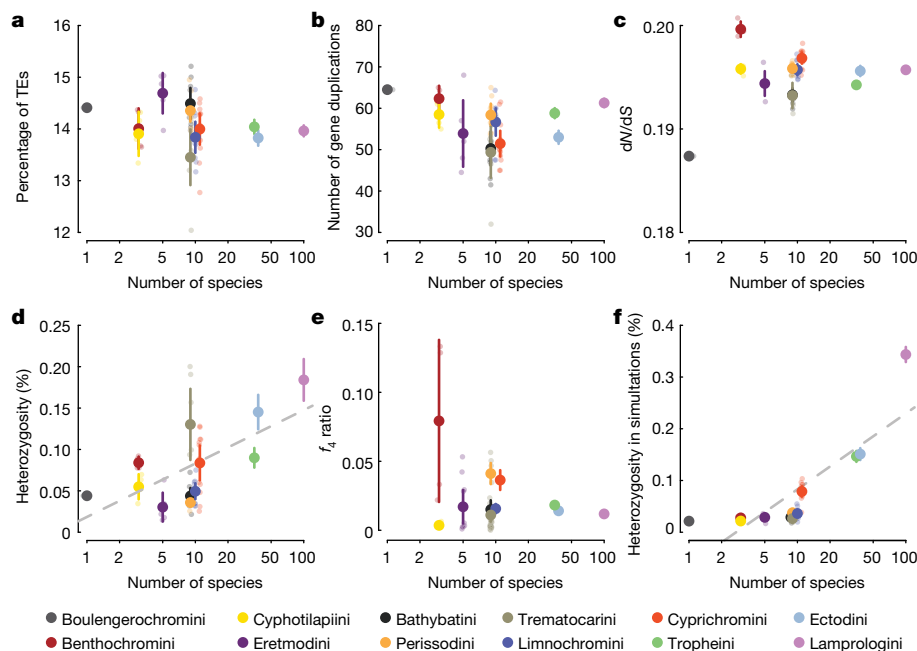 a
Percentage of TEs
16
15
14
13
12
1 2 5 10 20 50 100
Number of species
b
Number of gene duplications
80
70
60
50
40
30
1 2 5 10 20 50 100
Number of species
c
dN/dS
0.20
0.19
0.18
1 2 5 10 20 50 100
Number of species
d
Heterozygosity (%)
0.25
0.20
0.15
0.10
0.05
0
1 2 5 10 20 50 100
Number of species
e
f4 ratio
0.15
0.10
0.05
0
1 2 5 10 20 50 100
Number of species
f
Heterozygosity in simultations (%)
0.4
0.3
0.2
0.1
0
1 2 5 10 20 50 100
Number of species
Boulengerochromini Cyphotilapiini Bathybatini Trematocarini Cyprichromini Ectodini
Benthochromini Eretmodini Perissodini Limnochromini Tropheini Lamprologini